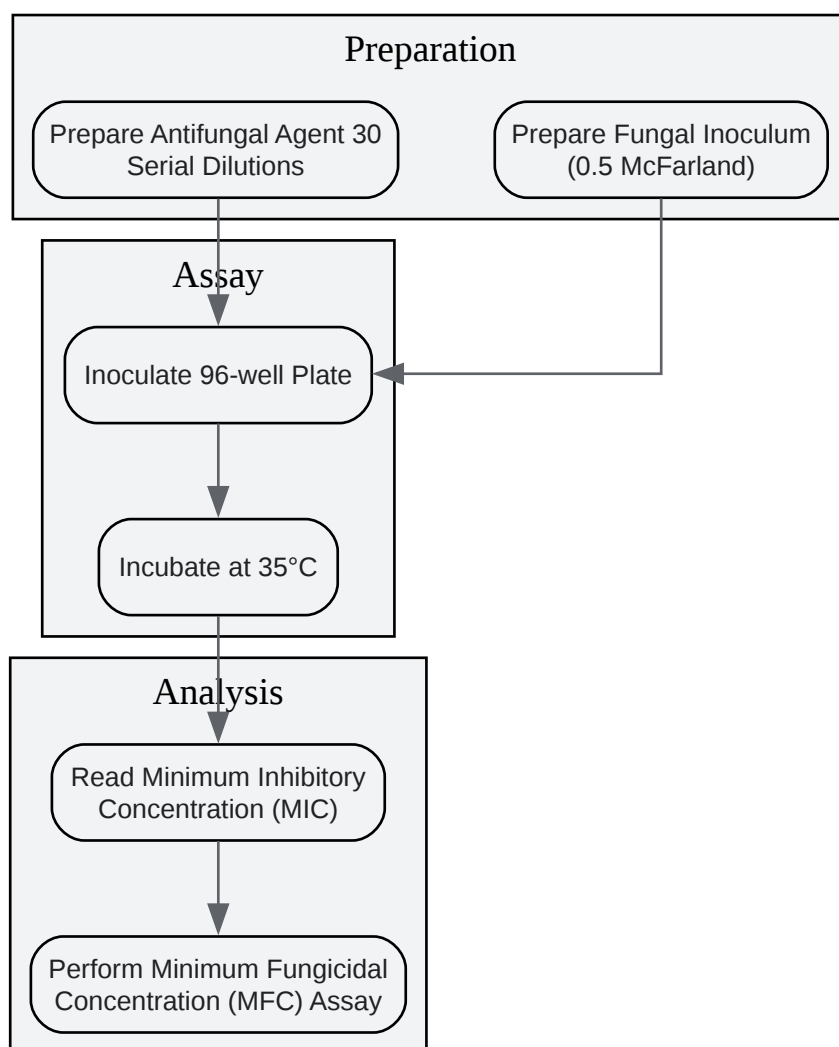 Preparation
Prepare Antifungal Agent 30
Serial Dilutions
Prepare Fungal Inoculum
(0.5 McFarland)
Assay
Inoculate 96-well Plate
Incubate at 35°C
Analysis
Read Minimum Inhibitory
Concentration (MIC)
Perform Minimum Fungicidal
Concentration (MFC) Assay